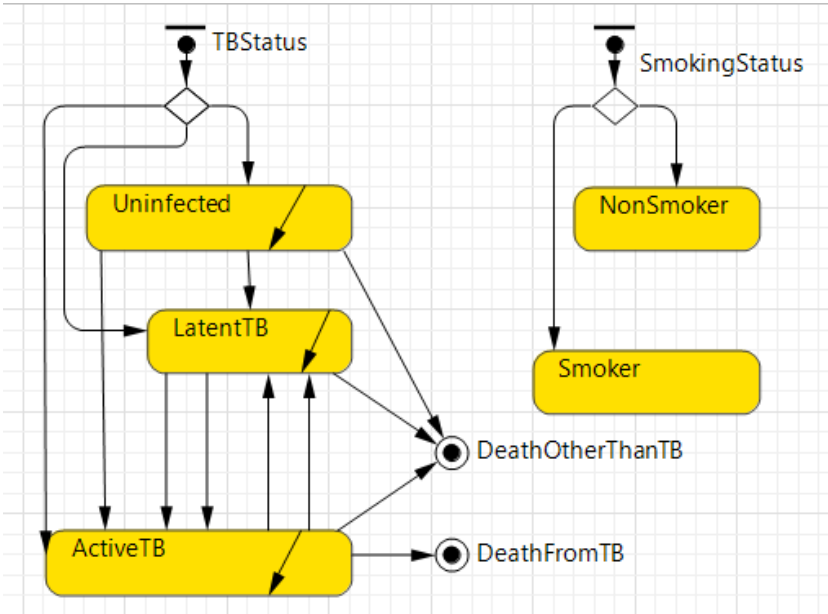 TBStatus
SmokingStatus
Uninfected
NonSmoker
LatentTB
Smoker
DeathOtherThanTB
ActiveTB
DeathFromTB